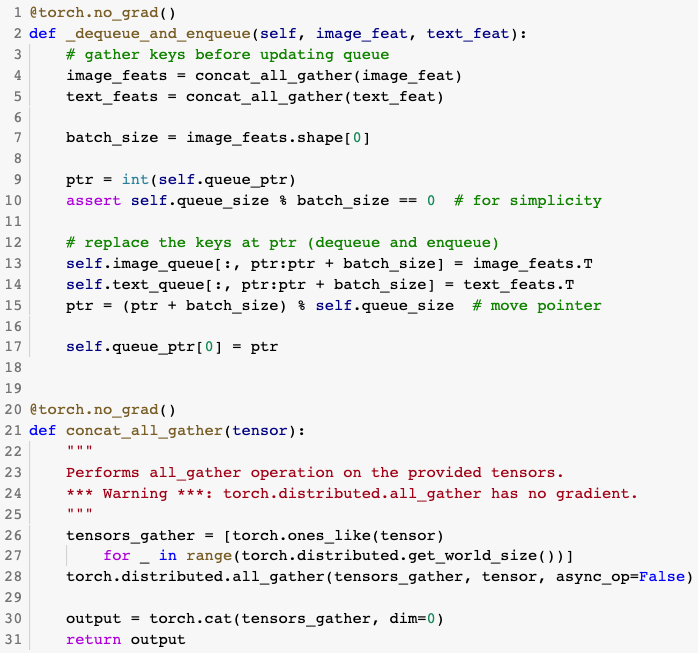 1 @torch.no_grad()
2 def _dequeue_and_enqueue(self, image_feat, text_feat):
3     # gather keys before updating queue
4     image_feats = concat_all_gather(image_feat)
5     text_feats = concat_all_gather(text_feat)
6
7     batch_size = image_feats.shape[0]
8
9     ptr = int(self.queue_ptr)
10     assert self.queue_size % batch_size == 0  # for simplicity
11
12     # replace the keys at ptr (dequeue and enqueue)
13     self.image_queue[:, ptr:ptr + batch_size] = image_feats.T
14     self.text_queue[:, ptr:ptr + batch_size] = text_feats.T
15     ptr = (ptr + batch_size) % self.queue_size  # move pointer
16
17     self.queue_ptr[0] = ptr
18
19
20 @torch.no_grad()
21 def concat_all_gather(tensor):
22     """
23     Performs all_gather operation on the provided tensors.
24     *** Warning ***: torch.distributed.all_gather has no gradient.
25     """
26     tensors_gather = [torch.ones_like(tensor)
27         for _ in range(torch.distributed.get_world_size())]
28     torch.distributed.all_gather(tensors_gather, tensor, async_op=False)
29
30     output = torch.cat(tensors_gather, dim=0)
31     return output